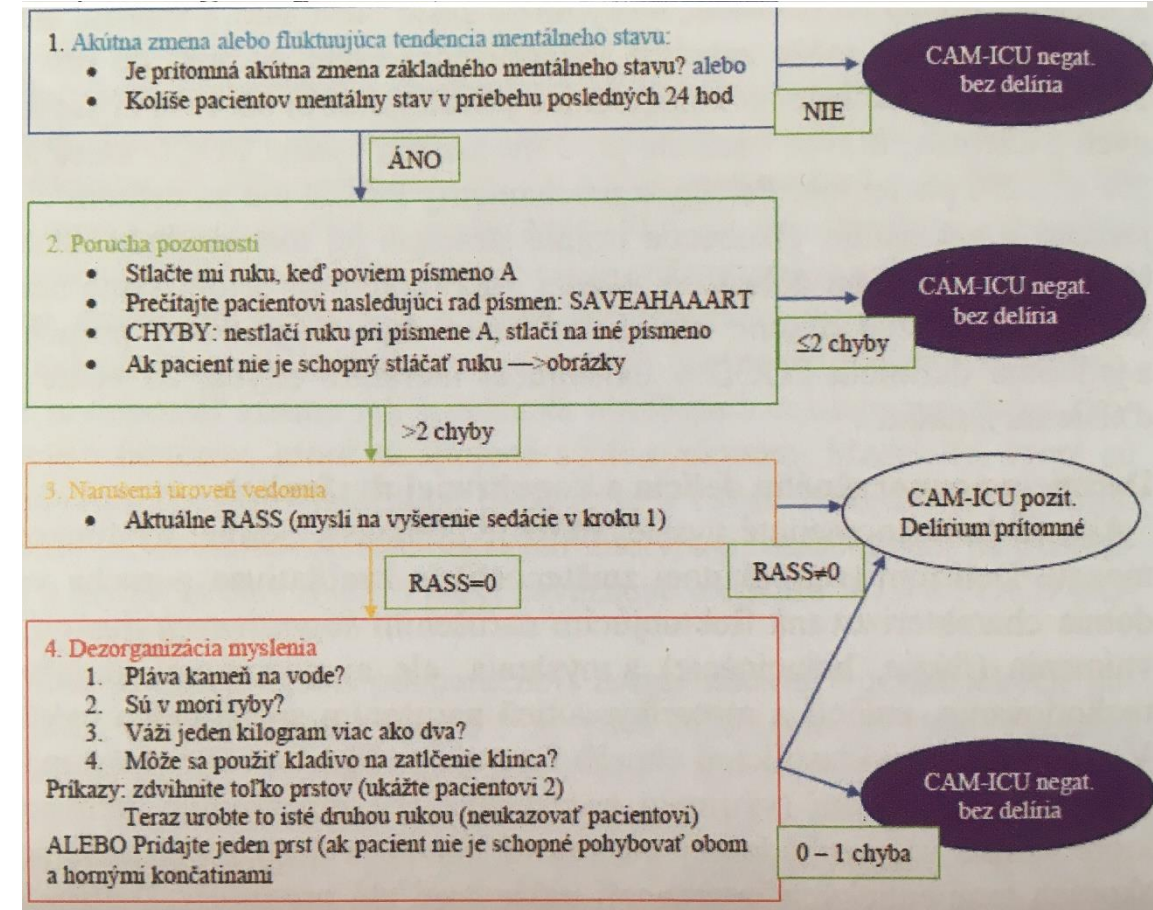 1. Akútna zmena alebo fluktuujúca tendencia mentálneho stavu:
• Je prítomná akútna zmena základného mentálneho stavu? alebo
• Kolíše pacientov mentálny stav v priebehu posledných 24 hod
CAM-ICU negat.
bez delíria
NIE
ÁNO
2. Porucha pozornosti
• Stlačte mi ruku, keď poviem písmeno A
• Prečítajte pacientovi nasledujúci rad písmen: SAVEAHAAART
• CHYBY: nestlačí ruku pri písmene A, stlačí na iné písmeno
• Ak pacient nie je schopný stláčať ruku —>obrázky
CAM-ICU negat.
bez delíria
≤2 chyby
>2 chyby
3. Narušená úroveň vedomia
• Aktuálne RASS (mysli na vyšerenie sedácie v kroku 1)
CAM-ICU pozit.
Delírium prítomné
RASS=0
RASS≠0
4. Dezorganizácia myslenia
1. Pláva kameň na vode?
2. Sú v mori ryby?
3. Váži jeden kilogram viac ako dva?
4. Môže sa použiť kladivo na zatlčenie klinca?
Príkazy: zdvihnite toľko prstov (ukážte pacientovi 2)
Teraz urobte to isté druhou rukou (neukazovať pacientovi)
ALEBO Pridajte jeden prst (ak pacient nie je schopné pohybovať obom
a hornými končatinami
CAM-ICU negat.
bez delíria
0 – 1 chyba